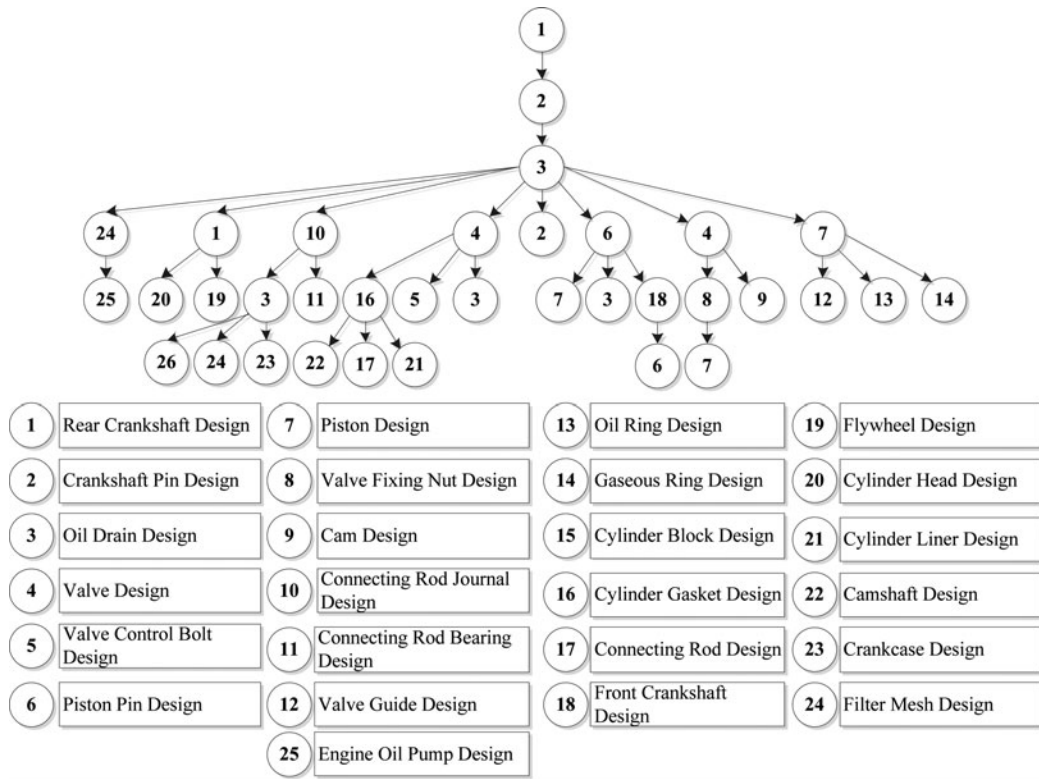 1
2
3
24 1 10 4 2 6 4 7
25 20 19 3 11 16 5 3 7 3 18 8 9 12 13 14
26 24 23 22 17 21 6 7
1 Rear Crankshaft Design 7 Piston Design 13 Oil Ring Design 19 Flywheel Design
2 Crankshaft Pin Design 8 Valve Fixing Nut Design 14 Gaseous Ring Design 20 Cylinder Head Design
3 Oil Drain Design 9 Cam Design 15 Cylinder Block Design 21 Cylinder Liner Design
4 Valve Design 10 Connecting Rod Journal
Design 16 Cylinder Gasket Design 22 Camshaft Design
5 Valve Control Bolt
Design 11 Connecting Rod Bearing
Design 17 Connecting Rod Design 23 Crankcase Design
6 Piston Pin Design 12 Valve Guide Design 18 Front Crankshaft
Design 24 Filter Mesh Design
25 Engine Oil Pump Design